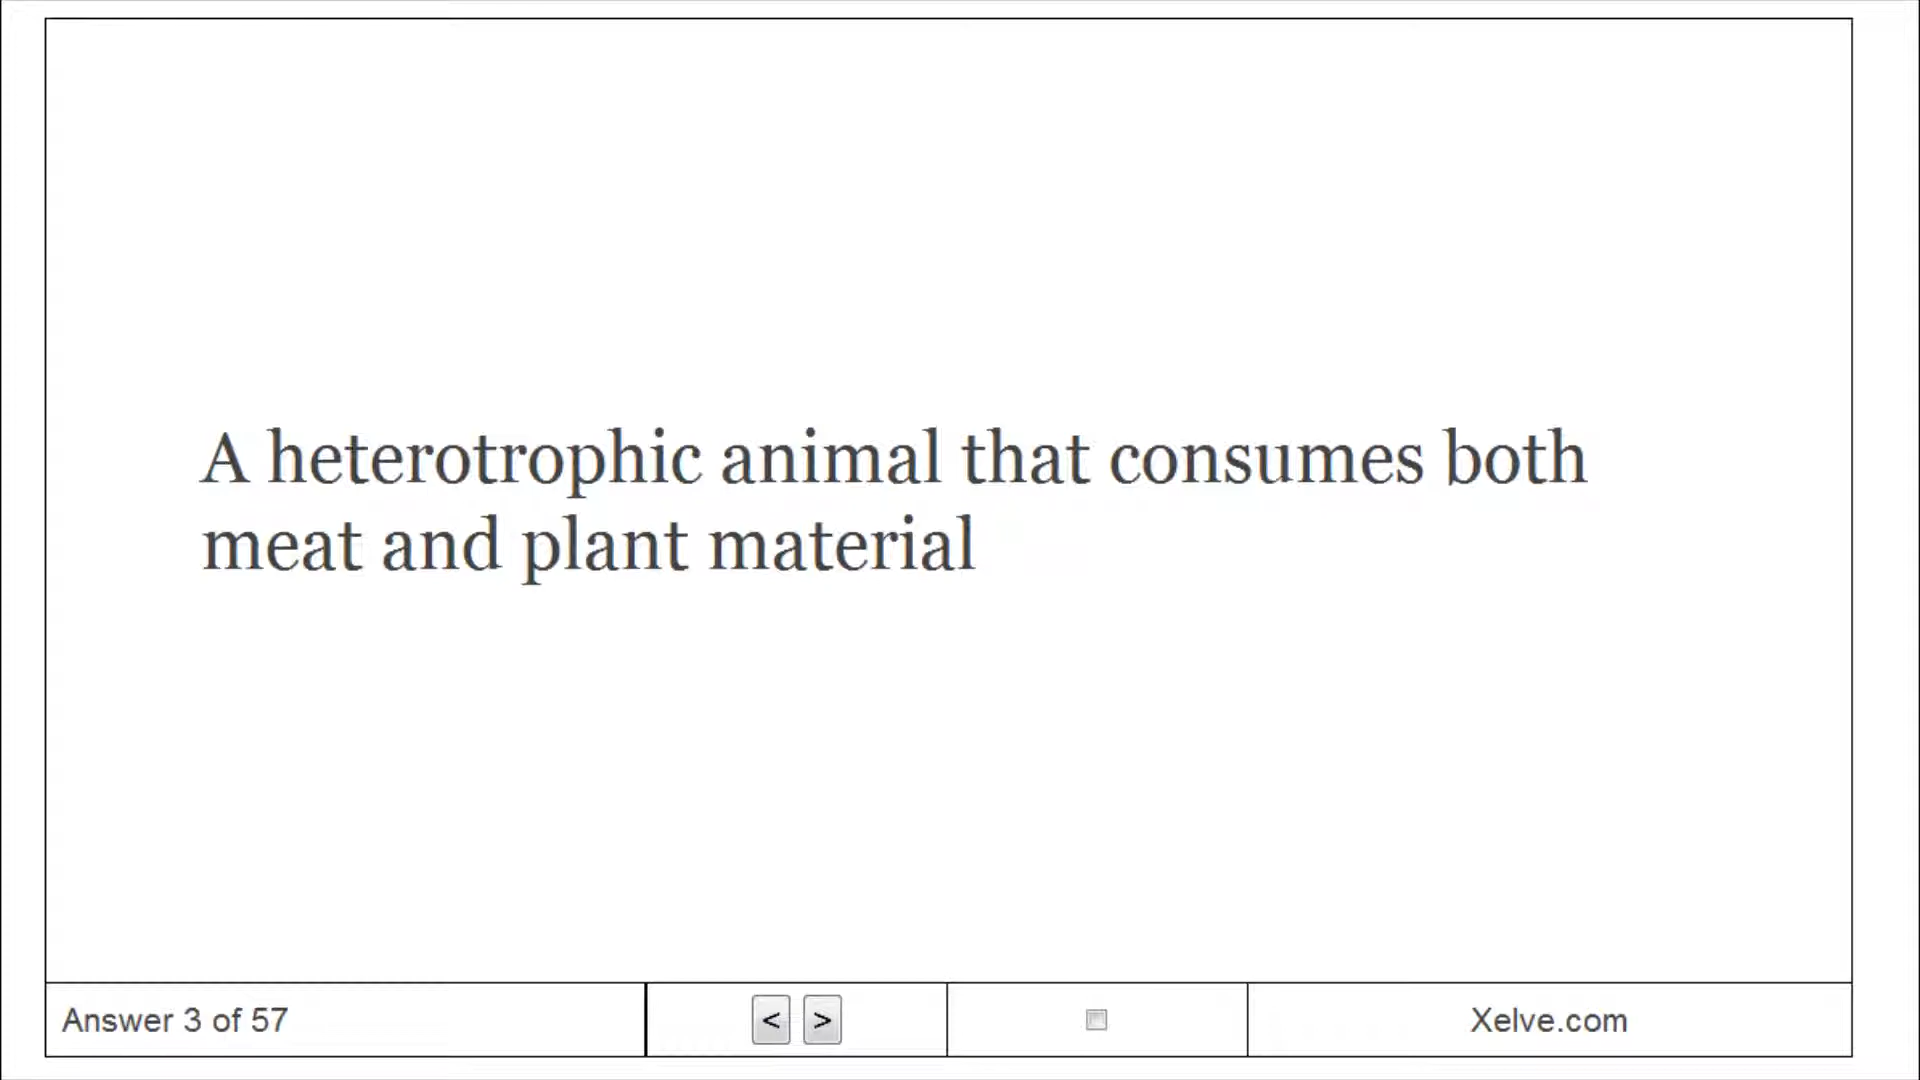 A heterotrophic animal that consumes both
meat and plant material
Answer 3 of 57
< >
Xelve.com